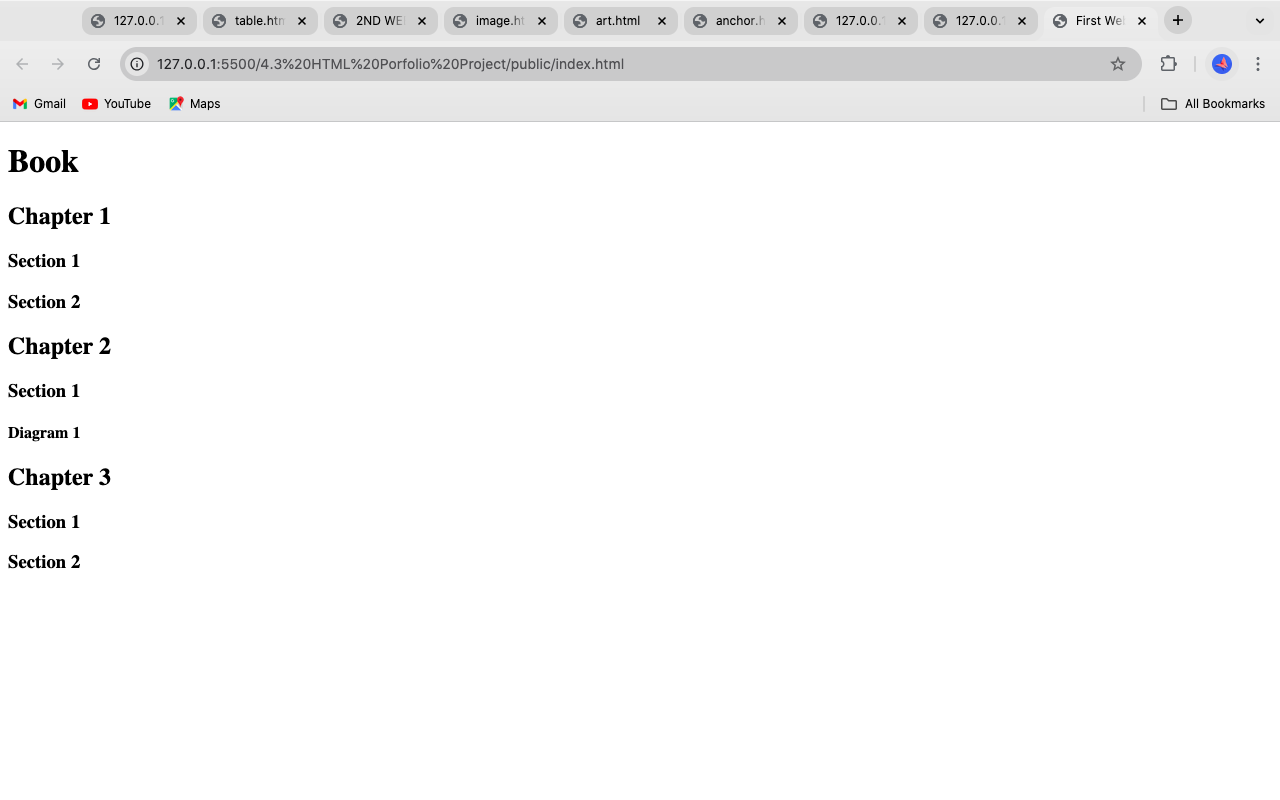 127.0.0.1
table.htm
2ND WE
image.ht
art.html
anchor.h
127.0.0.
127.0.0.
First We
127.0.0.1:5500/4.3%20HTML%20Porfolio%20Project/public/index.html
Gmail
YouTube
Maps
All Bookmarks
Book
Chapter 1
Section 1
Section 2
Chapter 2
Section 1
Diagram 1
Chapter 3
Section 1
Section 2